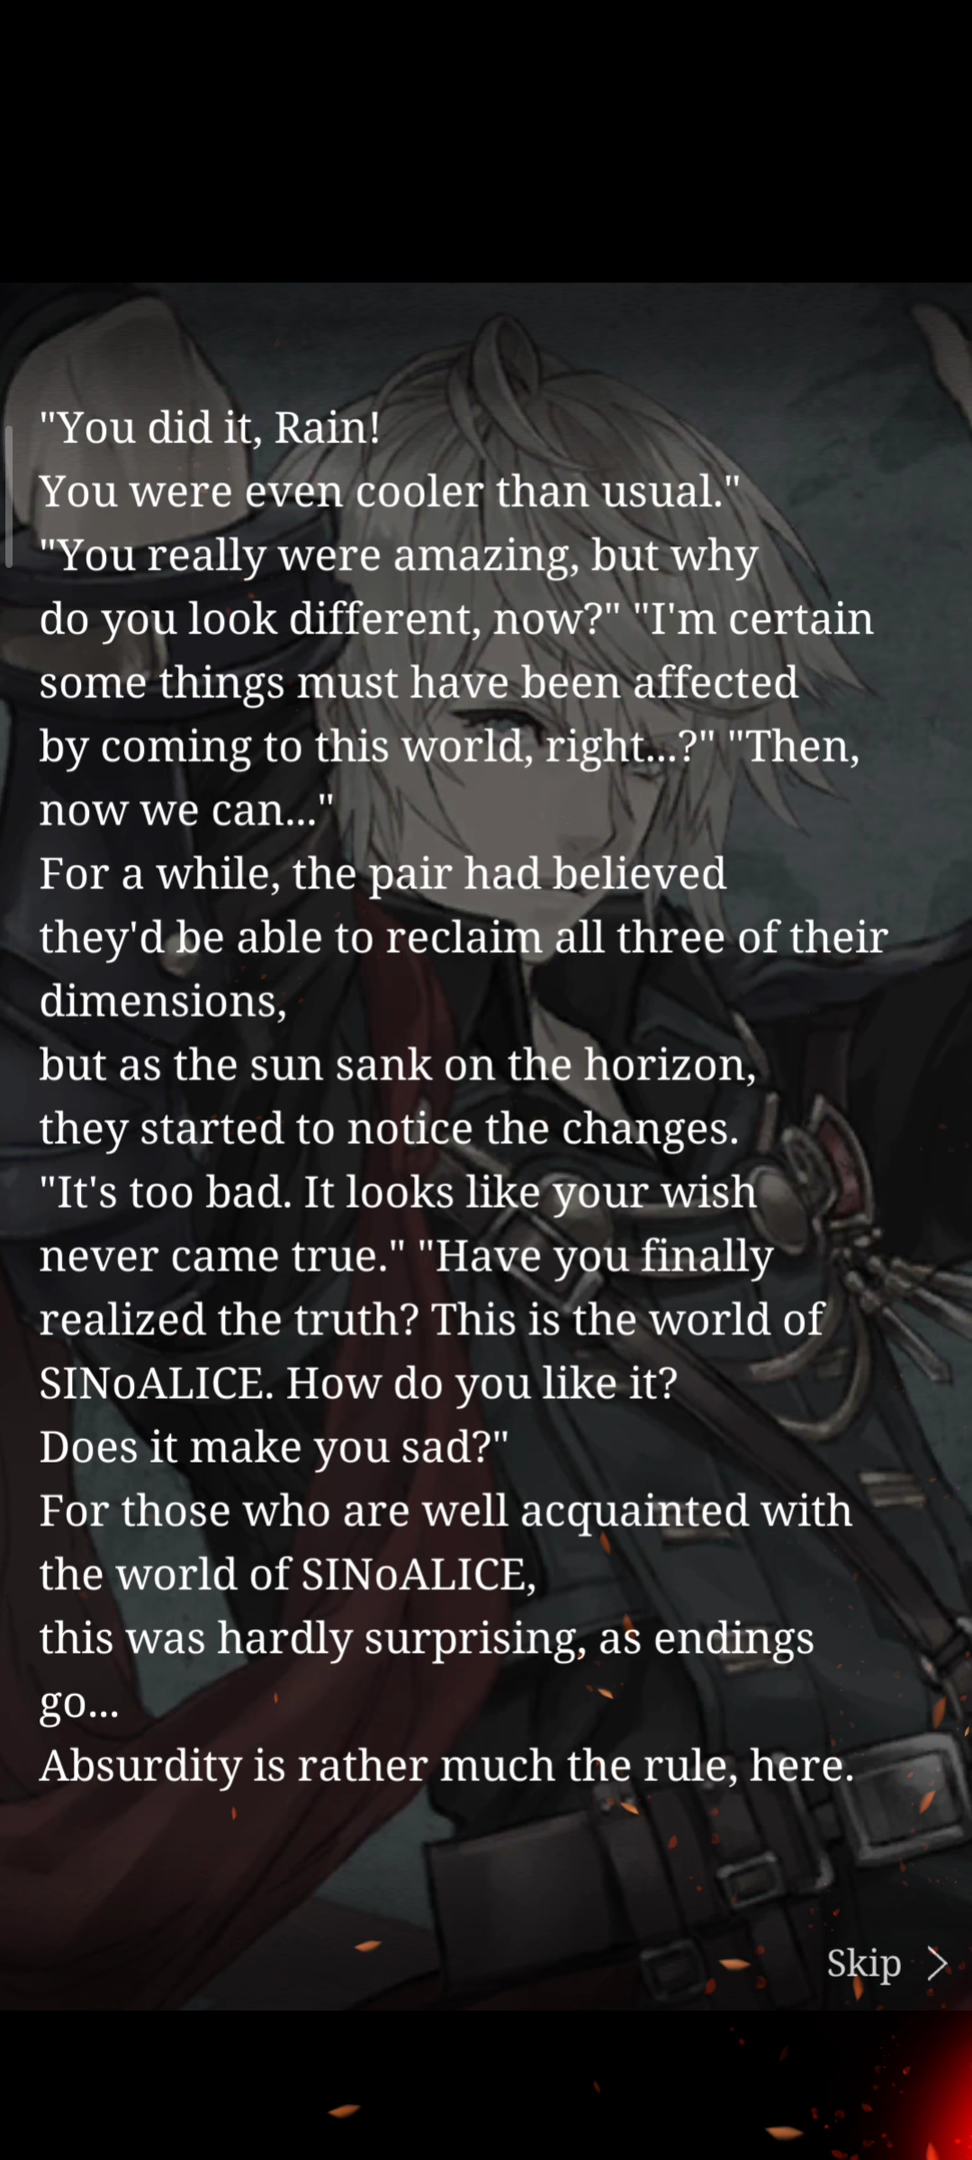 "You did it, Rain!
You were even cooler than usual."
"You really were amazing, but why
do you look different, now?" "I'm certain
some things must have been affected
by coming to this world, right...?" "Then,
now we can..."
For a while, the pair had believed
they'd be able to reclaim all three of their
dimensions,
but as the sun sank on the horizon,
they started to notice the changes.
"It's too bad. It looks like your wish
never came true." "Have you finally
realized the truth? This is the world of
SINoALICE. How do you like it?
Does it make you sad?"
For those who are well acquainted with
the world of SINoALICE,
this was hardly surprising, as endings
go...
Absurdity is rather much the rule, here.
Skip >